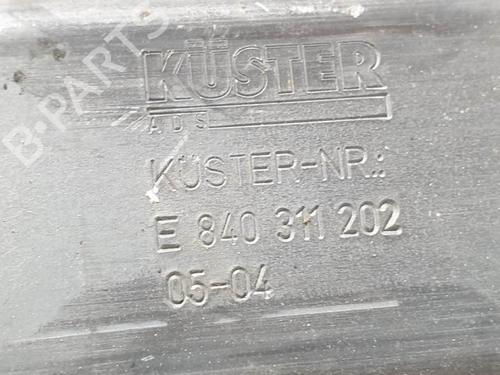 KÜSTER
ADS
KÜSTER-NR.:
E 840 311 202
05-04
B-PARTS